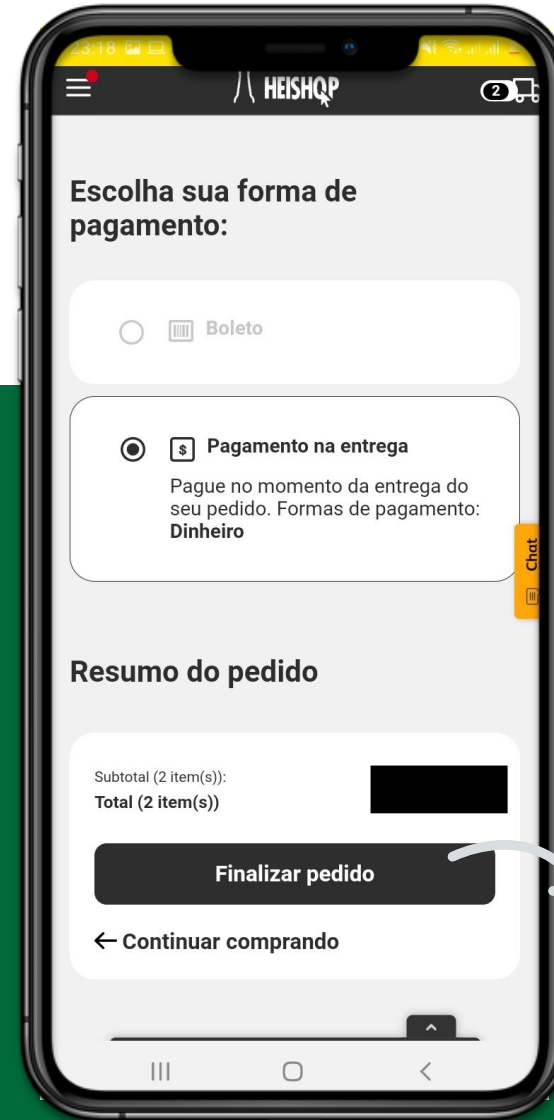 23:18
HEISHOP
2
Escolha sua forma de
pagamento:
Boleto
$ Pagamento na entrega
Pague no momento da entrega do
seu pedido. Formas de pagamento:
Dinheiro
Chat
Resumo do pedido
Subtotal (2 item(s)):
Total (2 item(s))
Finalizar pedido
Continuar comprando